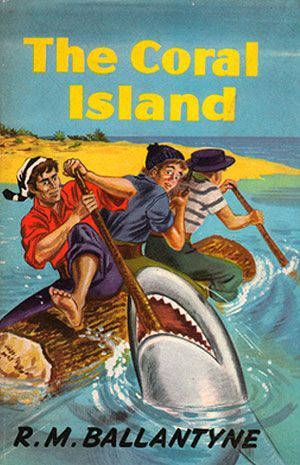 The Coral
Island
R.M. BALLANTYNE